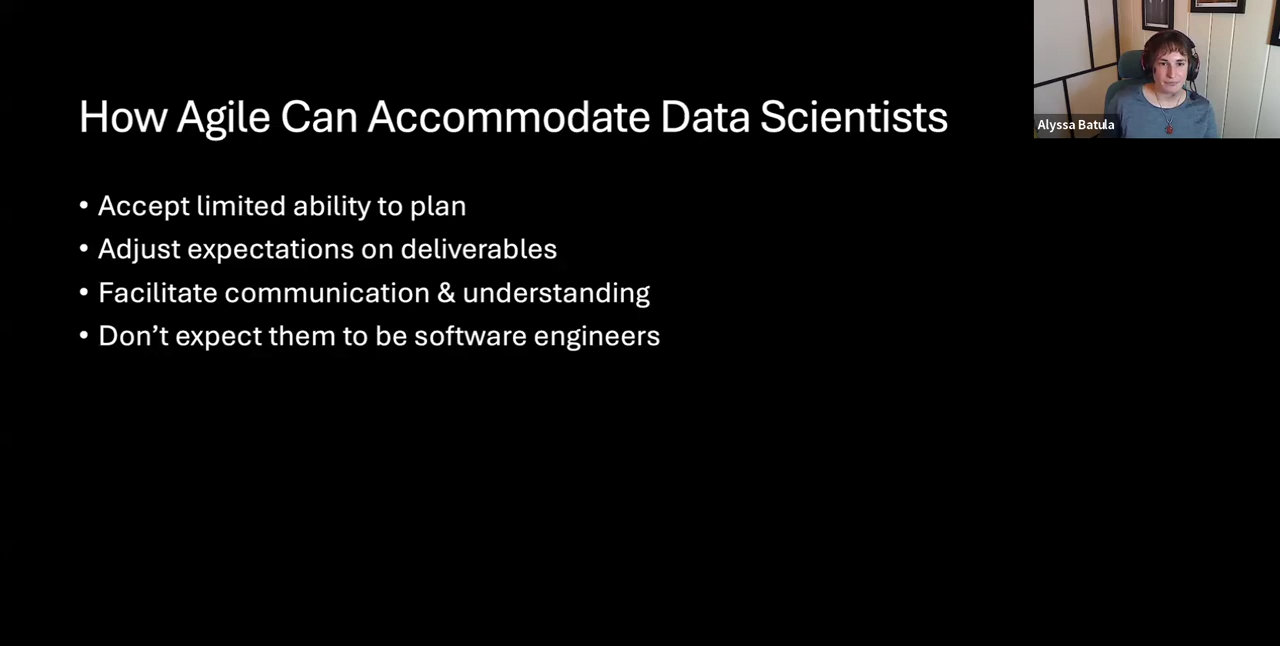 How Agile Can Accommodate Data Scientists
Alyssa Batula
• Accept limited ability to plan
• Adjust expectations on deliverables
• Facilitate communication & understanding
• Don’t expect them to be software engineers